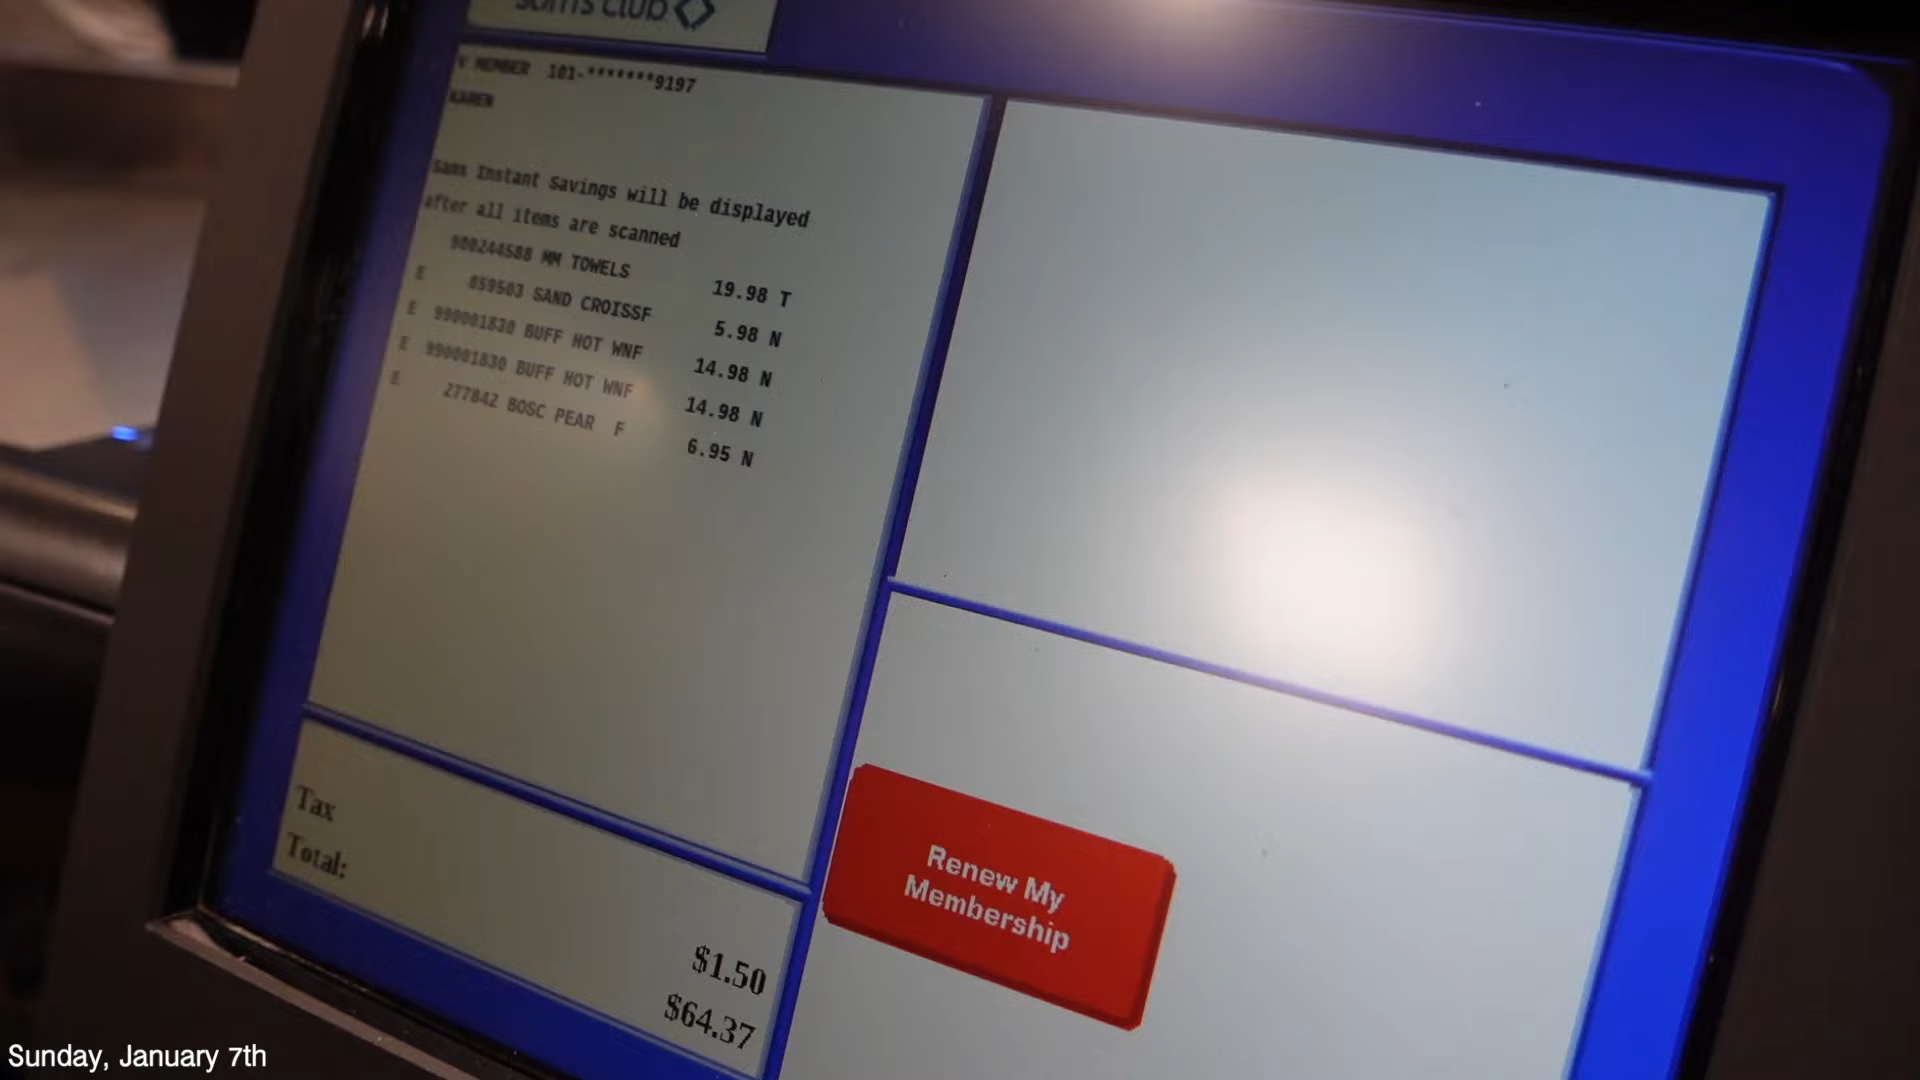 sam's club
V MEMBER 101-*******9197
KAREN
Sams Instant Savings will be displayed
after all items are scanned
980244588 MM TOWELS 19.98 T
E 859503 SAND CROISSF 5.98 N
E 990001830 BUFF HOT WNF 14.98 N
E 990001830 BUFF HOT WNF 14.98 N
E 277842 BOSC PEAR F 6.95 N
Tax $1.50
Total: $64.37
Renew My
Membership
Sunday, January 7th